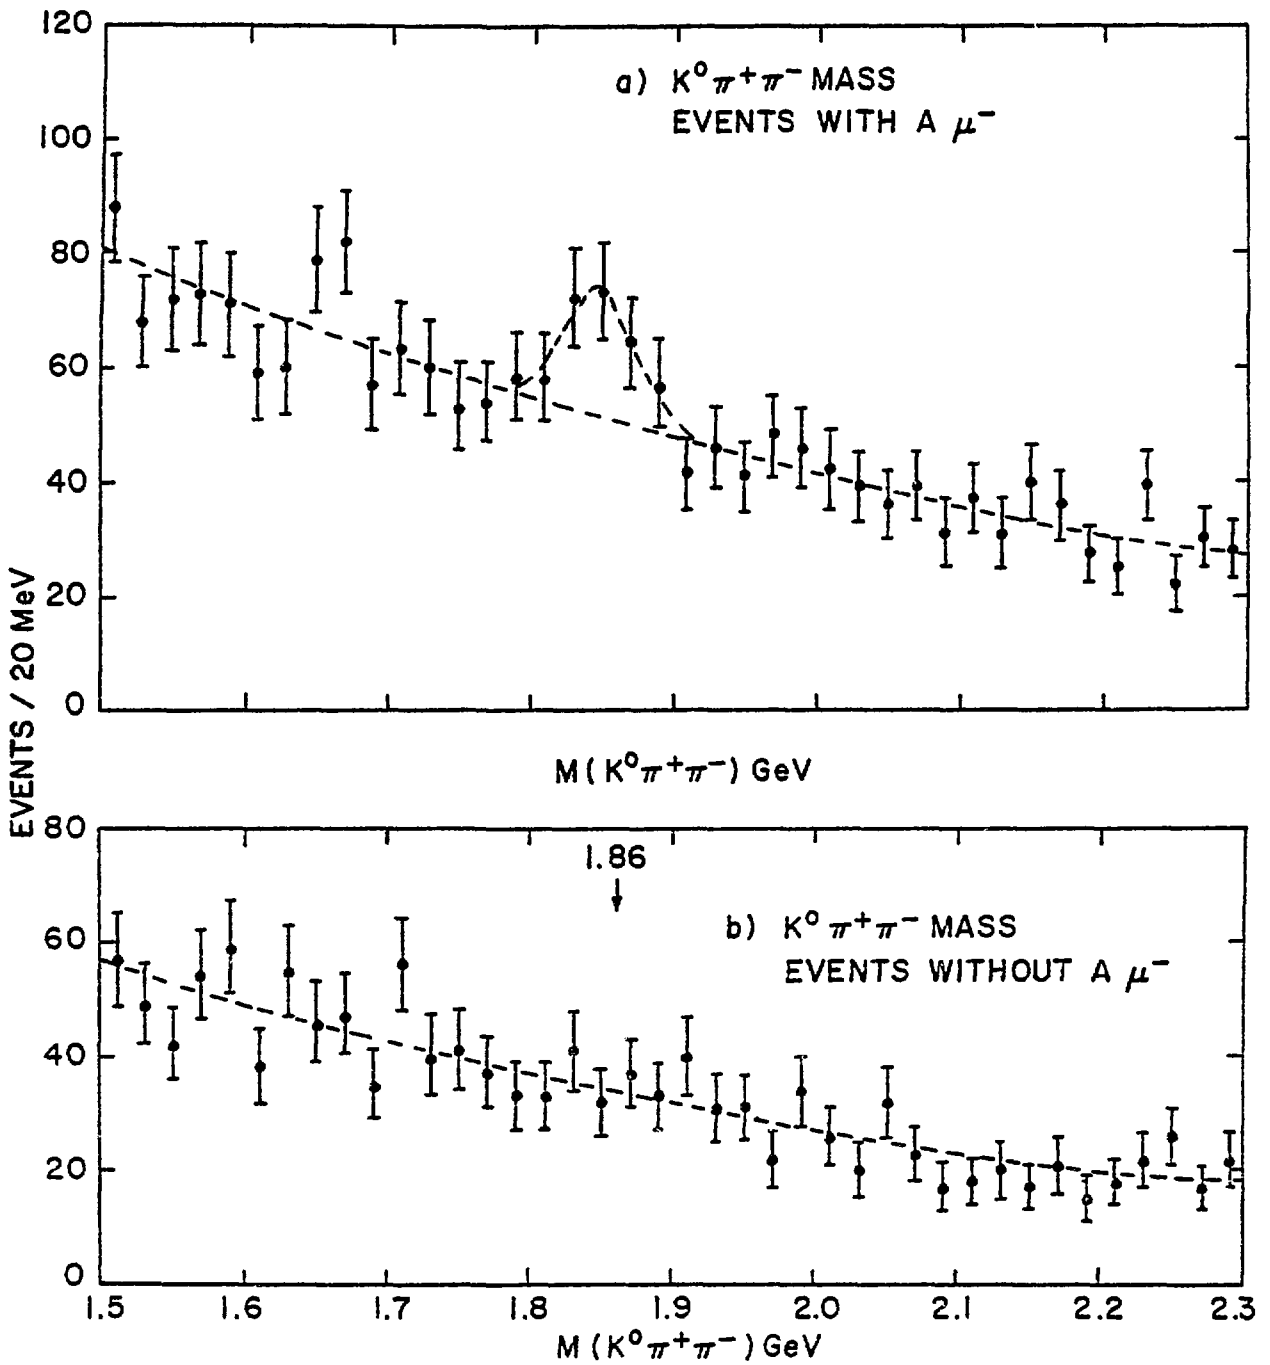 120
100
80
60
40
20
0
a) K⁰π⁺π⁻ MASS
EVENTS WITH A μ⁻
EVENTS / 20 MeV
M(K⁰π⁺π⁻) GeV
80
60
40
20
0
1.86
b) K⁰π⁺π⁻ MASS
EVENTS WITHOUT A μ⁻
1.5 1.6 1.7 1.8 1.9 2.0 2.1 2.2 2.3
M(K⁰π⁺π⁻) GeV